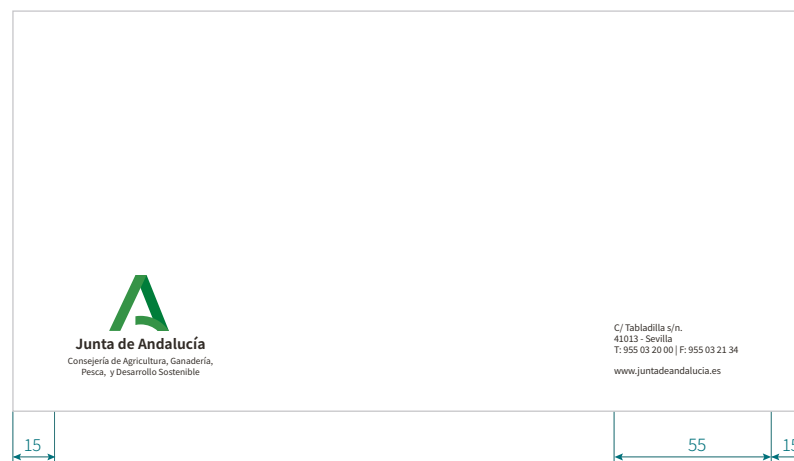 Junta de Andalucía
Consejería de Agricultura, Ganadería,
Pesca, y Desarrollo Sostenible
C/ Tabladilla s/n.
41013 - Sevilla
T: 955 03 20 00 | F: 955 03 21 34
www.juntadeandalucia.es
15
55
15